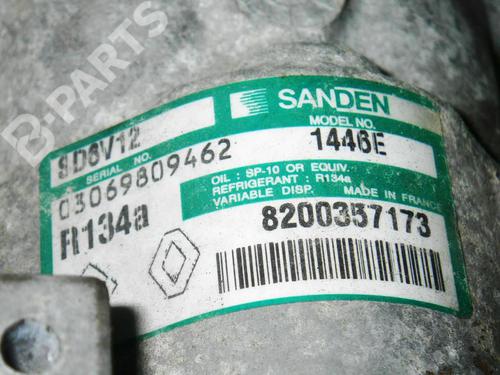 B-PARTS
SANDEN
SD6V12
MODEL NO.
1446E
SERIAL NO.
03069809462
OIL : SP-10 OR EQUIV.
REFRIGERANT : R134a
VARIABLE DISP. MADE IN FRANCE
R134a
8200357173